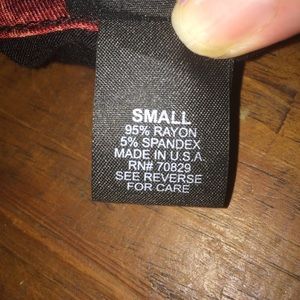 SMALL
95% RAYON
5% SPANDEX
MADE IN U.S.A.
RN# 70829
SEE REVERSE
FOR CARE